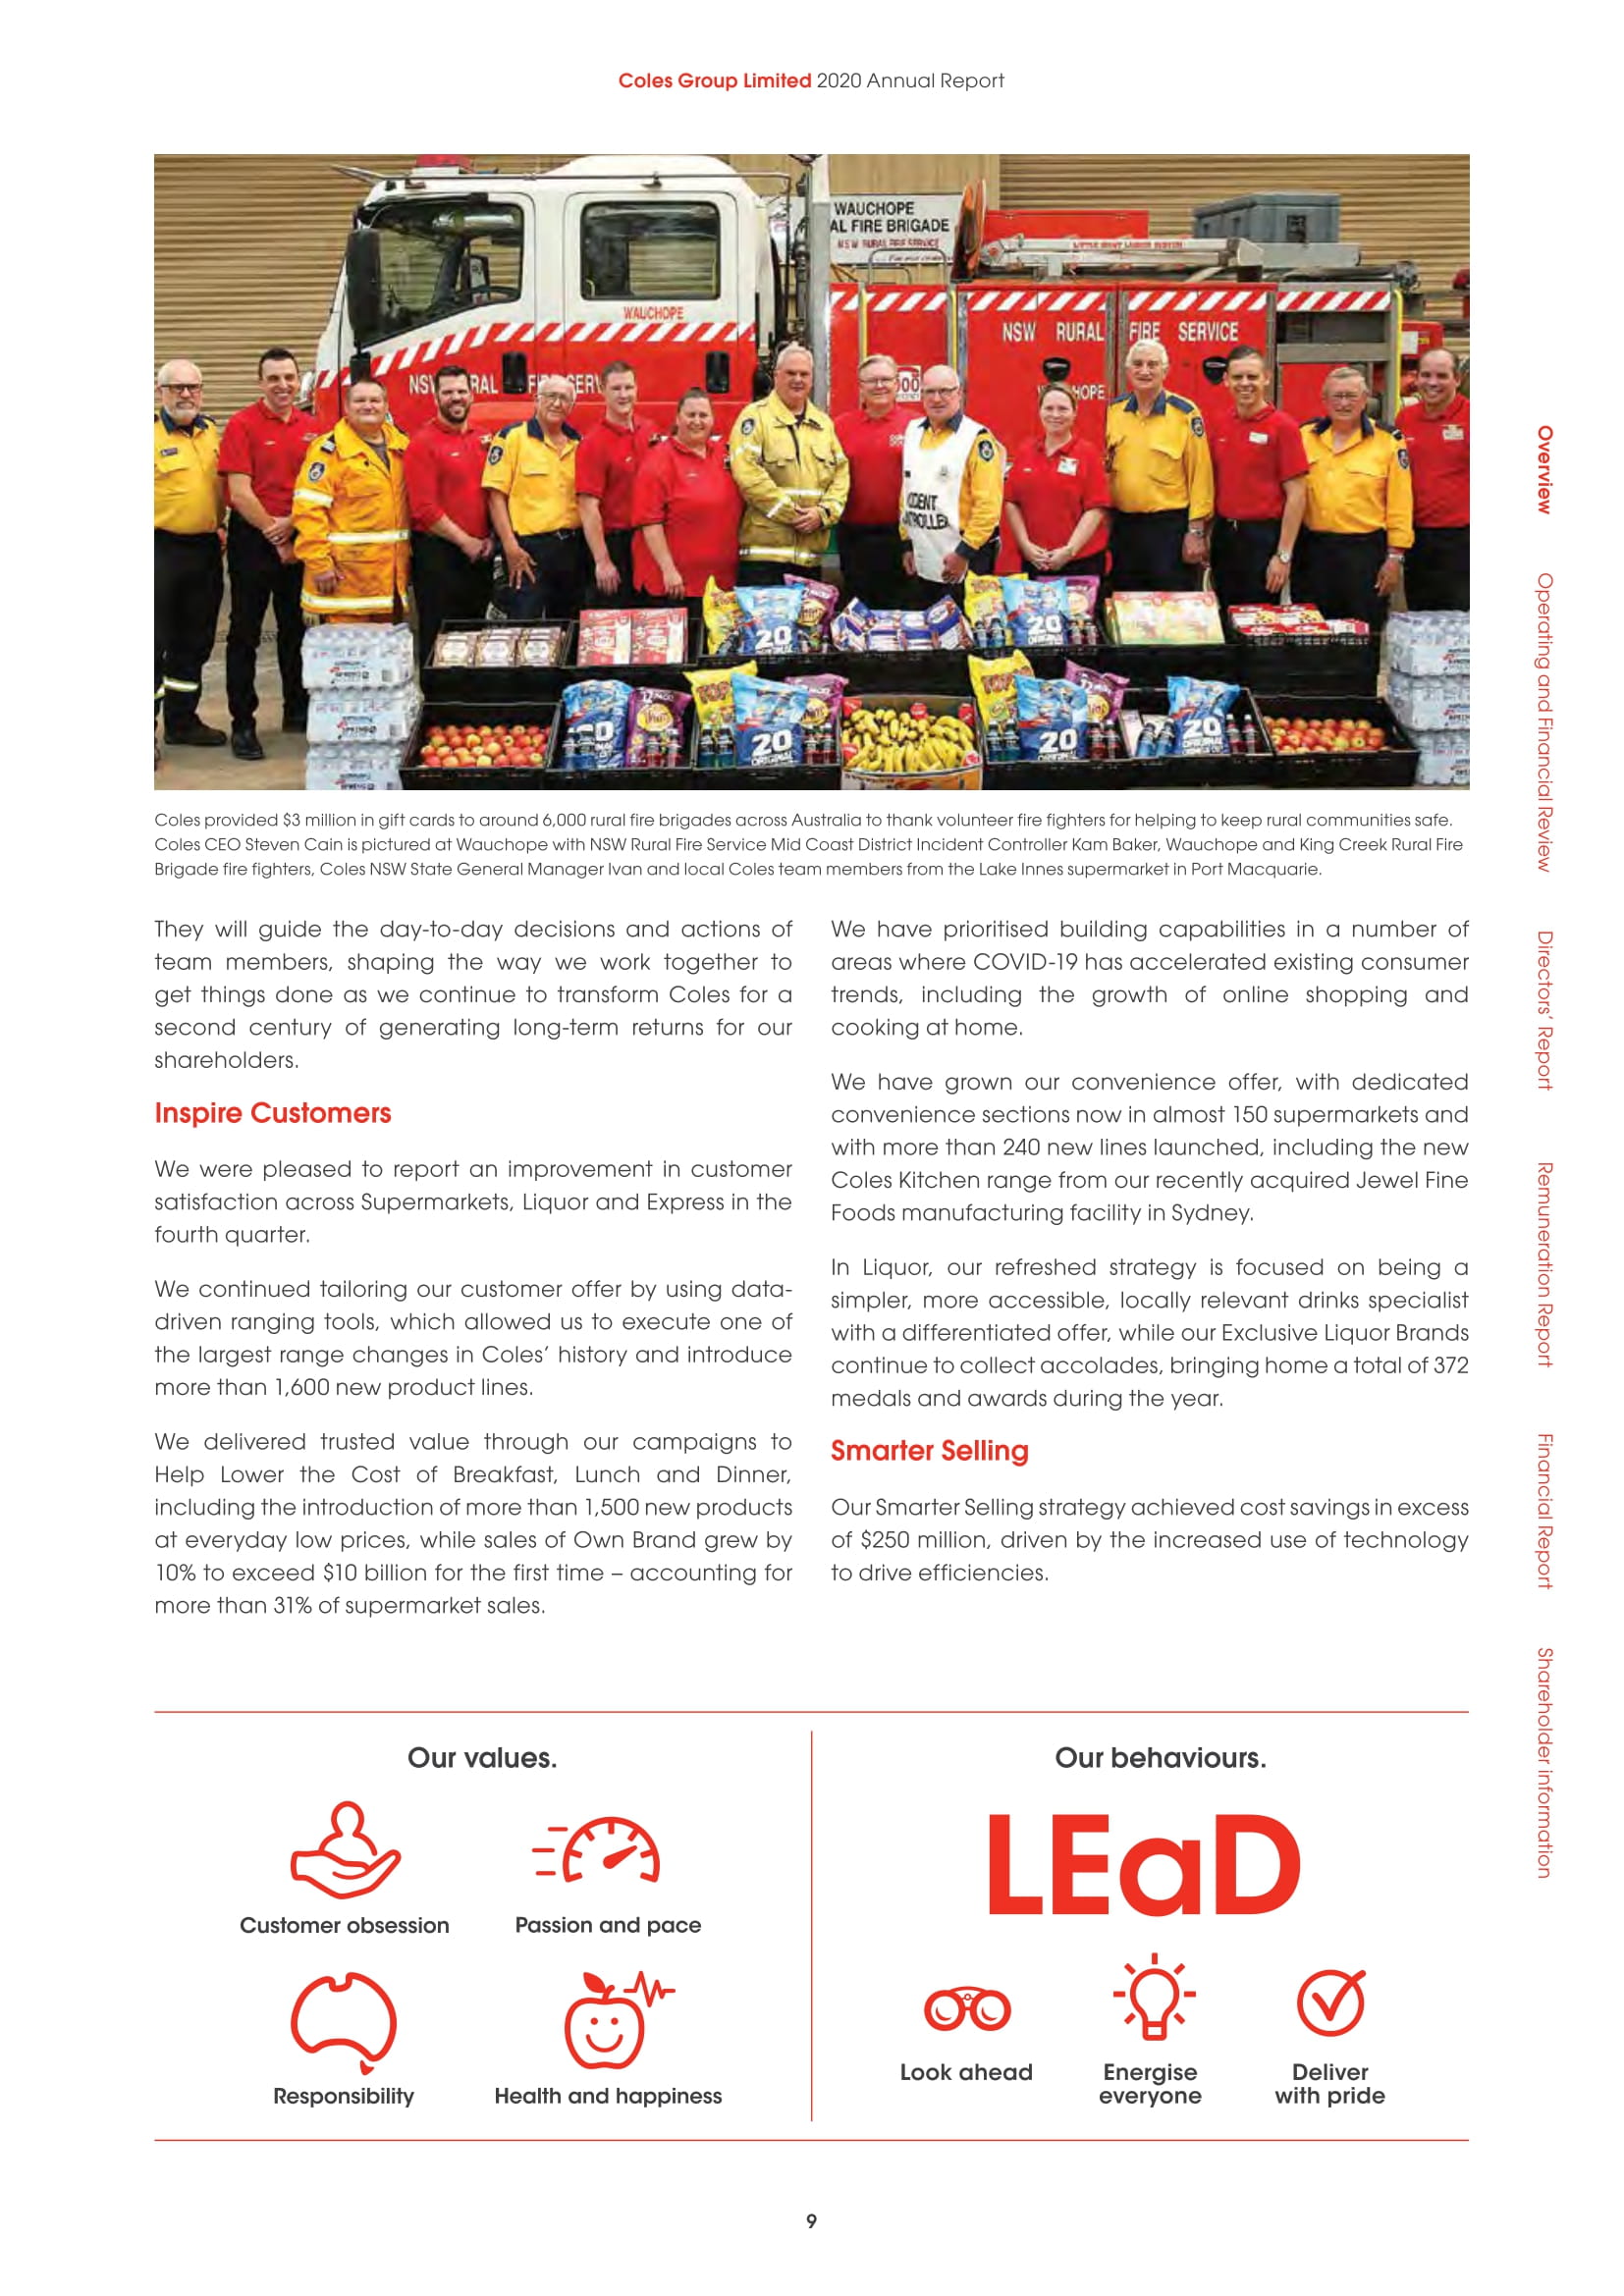 Coles Group Limited 2020 Annual Report
WAUCHOPE
AL FIRE BRIGADE
NSW RURAL FIRE SERVICE
WAUCHOPE
NSW RURAL FIRE SERVICE
HOPE
000
20
20
20
20
20
ORIGINAL
Coles provided $3 million in gift cards to around 6,000 rural fire brigades across Australia to thank volunteer fire fighters for helping to keep rural communities safe.
Coles CEO Steven Cain is pictured at Wauchope with NSW Rural Fire Service Mid Coast District Incident Controller Kam Baker, Wauchope and King Creek Rural Fire
Brigade fire fighters, Coles NSW State General Manager Ivan and local Coles team members from the Lake Innes supermarket in Port Macquarie.
They will guide the day-to-day decisions and actions of
team members, shaping the way we work together to
get things done as we continue to transform Coles for a
second century of generating long-term returns for our
shareholders.
Inspire Customers
We were pleased to report an improvement in customer
satisfaction across Supermarkets, Liquor and Express in the
fourth quarter.
We continued tailoring our customer offer by using data-
driven ranging tools, which allowed us to execute one of
the largest range changes in Coles’ history and introduce
more than 1,600 new product lines.
We delivered trusted value through our campaigns to
Help Lower the Cost of Breakfast, Lunch and Dinner,
including the introduction of more than 1,500 new products
at everyday low prices, while sales of Own Brand grew by
10% to exceed $10 billion for the first time – accounting for
more than 31% of supermarket sales.
We have prioritised building capabilities in a number of
areas where COVID-19 has accelerated existing consumer
trends, including the growth of online shopping and
cooking at home.
We have grown our convenience offer, with dedicated
convenience sections now in almost 150 supermarkets and
with more than 240 new lines launched, including the new
Coles Kitchen range from our recently acquired Jewel Fine
Foods manufacturing facility in Sydney.
In Liquor, our refreshed strategy is focused on being a
simpler, more accessible, locally relevant drinks specialist
with a differentiated offer, while our Exclusive Liquor Brands
continue to collect accolades, bringing home a total of 372
medals and awards during the year.
Smarter Selling
Our Smarter Selling strategy achieved cost savings in excess
of $250 million, driven by the increased use of technology
to drive efficiencies.
Our values.
Customer obsession
Passion and pace
Responsibility
Health and happiness
Our behaviours.
LEaD
Look ahead
Energise
everyone
Deliver
with pride
Overview
Operating and Financial Review
Directors’ Report
Remuneration Report
Financial Report
Shareholder information
9